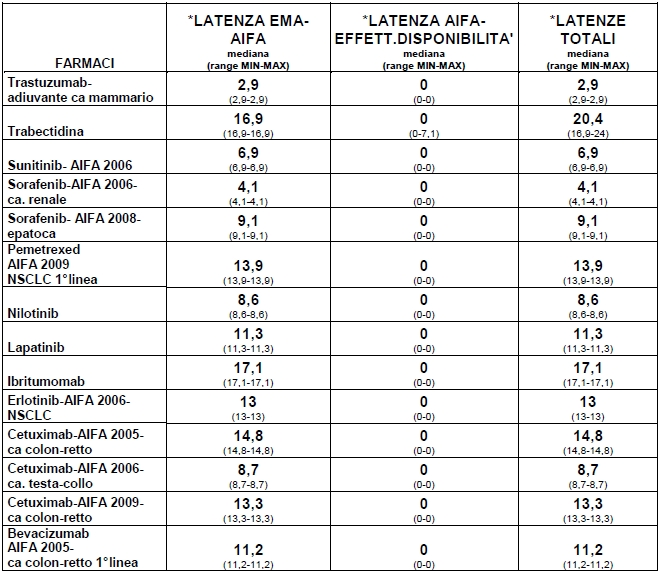 FARMACI
*LATENZA EMA-
AIFA
mediana
(range MIN-MAX)
*LATENZA AIFA-
EFFETT.DISPONIBILITA'
mediana
(range MIN-MAX)
*LATENZE
TOTALI
mediana
(range MIN-MAX)
Trastuzumab-
adiuvante ca mammario
2,9
(2,9-2,9)
0
(0-0)
2,9
(2,9-2,9)
Trabectidina
16,9
(16,9-16,9)
0
(0-7,1)
20,4
(16,9-24)
Sunitinib- AIFA 2006
6,9
(6,9-6,9)
0
(0-0)
6,9
(6,9-6,9)
Sorafenib-AIFA 2006-
ca. renale
4,1
(4,1-4,1)
0
(0-0)
4,1
(4,1-4,1)
Sorafenib- AIFA 2008-
epatoca
9,1
(9,1-9,1)
0
(0-0)
9,1
(9,1-9,1)
Pemetrexed
AIFA 2009
NSCLC 1°linea
13,9
(13,9-13,9)
0
(0-0)
13,9
(13,9-13,9)
Nilotinib
8,6
(8,6-8,6)
0
(0-0)
8,6
(8,6-8,6)
Lapatinib
11,3
(11,3-11,3)
0
(0-0)
11,3
(11,3-11,3)
Ibritumomab
17,1
(17,1-17,1)
0
(0-0)
17,1
(17,1-17,1)
Erlotinib-AIFA 2006-
NSCLC
13
(13-13)
0
(0-0)
13
(13-13)
Cetuximab-AIFA 2005-
ca colon-retto
14,8
(14,8-14,8)
0
(0-0)
14,8
(14,8-14,8)
Cetuximab-AIFA 2006-
ca. testa-collo
8,7
(8,7-8,7)
0
(0-0)
8,7
(8,7-8,7)
Cetuximab-AIFA 2009-
ca colon-retto
13,3
(13,3-13,3)
0
(0-0)
13,3
(13,3-13,3)
Bevacizumab
AIFA 2005-
ca colon-retto 1°linea
11,2
(11,2-11,2)
0
(0-0)
11,2
(11,2-11,2)